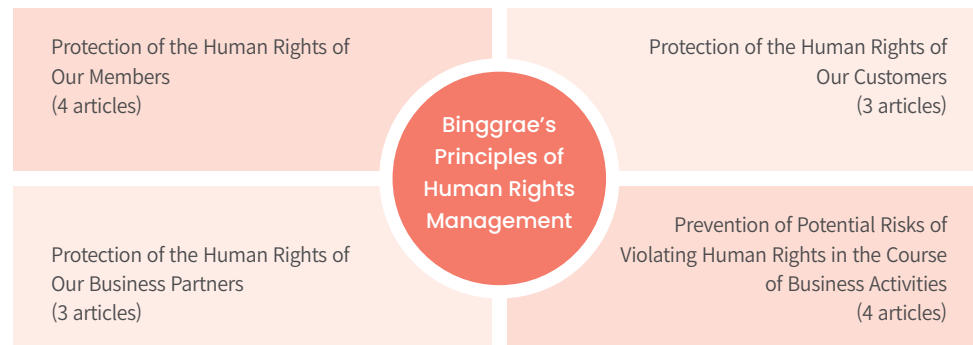 Protection of the Human Rights of
Our Members
(4 articles)
Protection of the Human Rights of
Our Customers
(3 articles)
Binggrae’s
Principles of
Human Rights
Management
Protection of the Human Rights of
Our Business Partners
(3 articles)
Prevention of Potential Risks of
Violating Human Rights in the Course
of Business Activities
(4 articles)